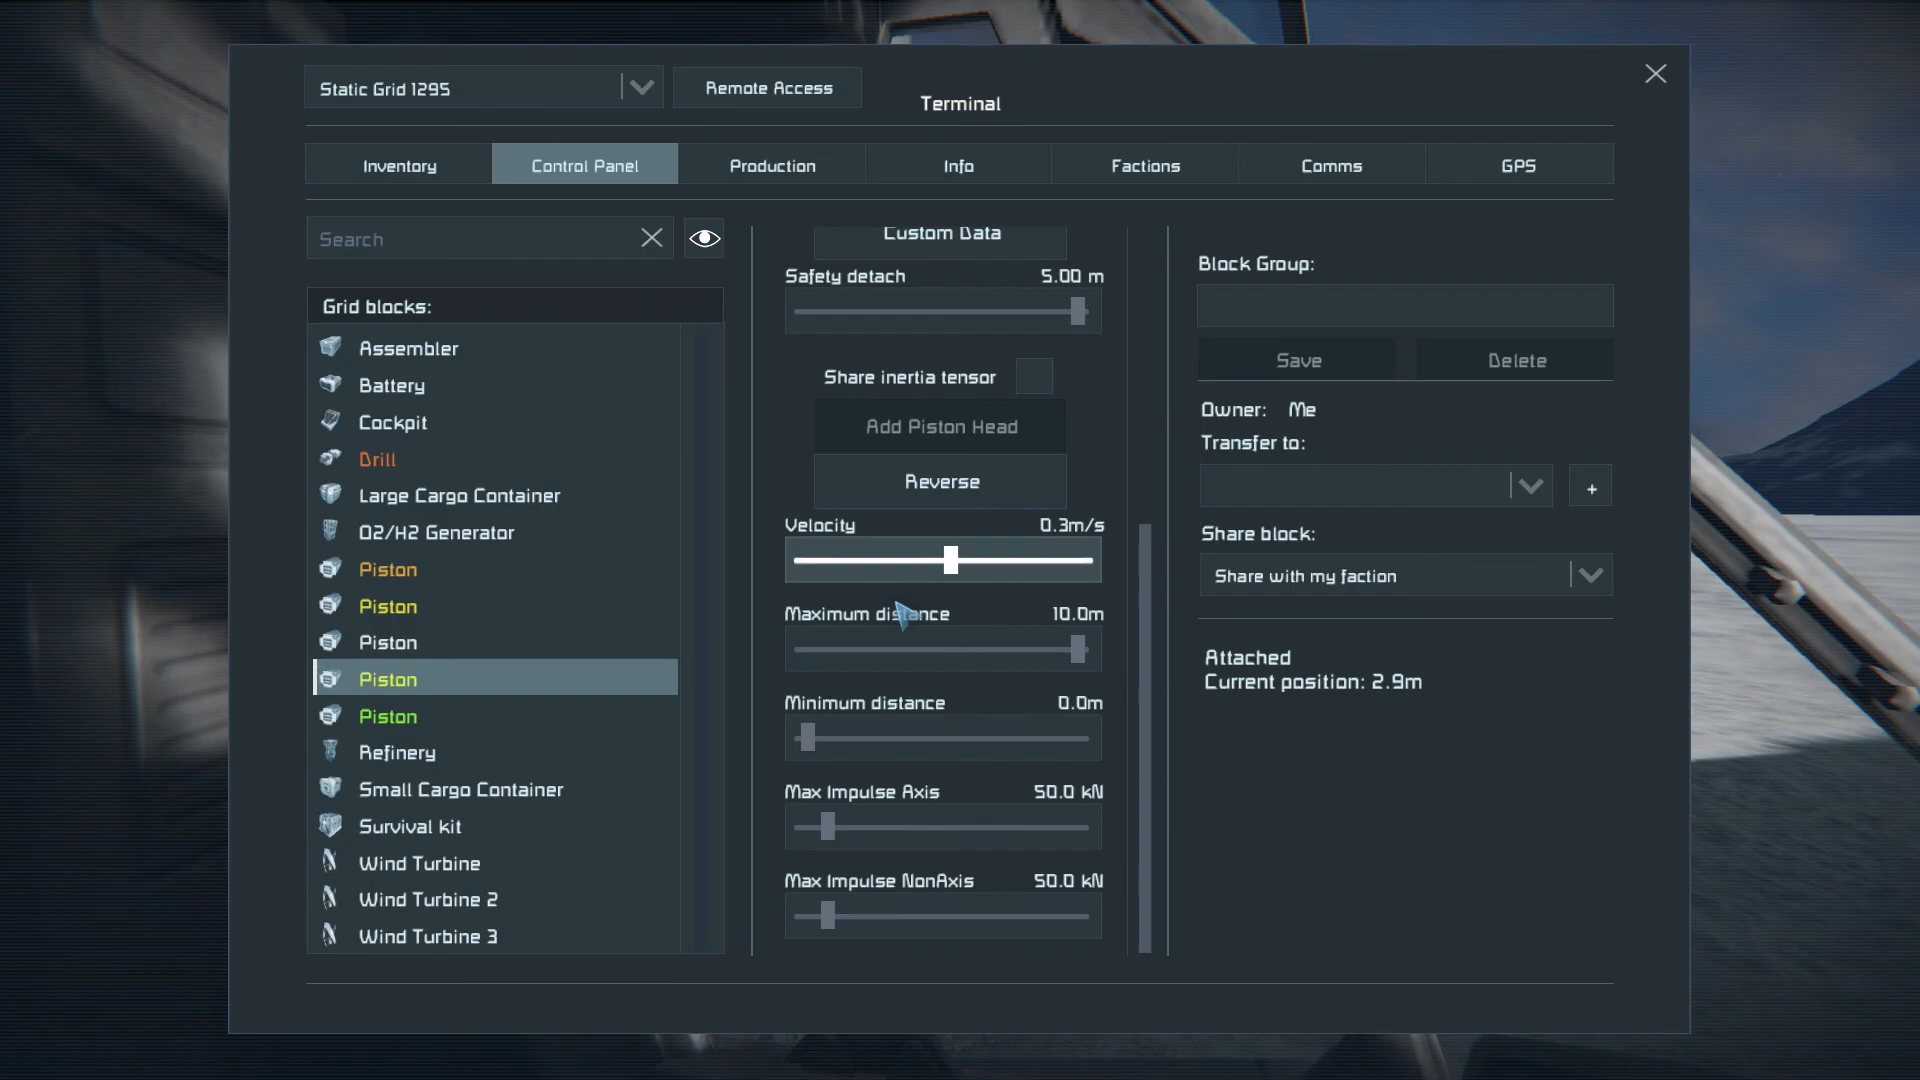 Static Grid 1295
Remote Access
Terminal
Inventory
Control Panel
Production
Info
Factions
Comms
GPS
Search
Grid blocks:
Assembler
Battery
Cockpit
Drill
Large Cargo Container
O2/H2 Generator
Piston
Piston
Piston
Piston
Piston
Refinery
Small Cargo Container
Survival kit
Wind Turbine
Wind Turbine 2
Wind Turbine 3
Custom Data
Safety detach 5.00 m
Share inertia tensor
Add Piston Head
Reverse
Velocity 0.3m/s
Maximum distance 10.0m
Minimum distance 0.0m
Max Impulse Axis 50.0 kN
Max Impulse NonAxis 50.0 kN
Block Group:
Save
Delete
Owner: Me
Transfer to:
+
Share block:
Share with my faction
Attached
Current position: 2.9m